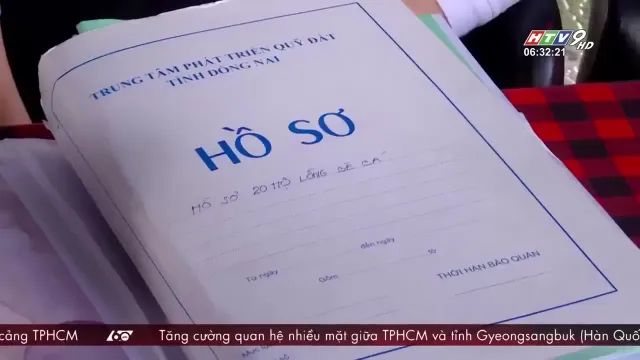 HTV9 HD
06:32:21
TRUNG TÂM PHÁT TRIỂN QUỸ ĐẤT
TỈNH ĐỒNG NAI
HỒ SƠ
HỒ SƠ 20 HỘ LỒNG BÈ CÁ
Từ ngày đến ngày
Gồm tờ
THỜI HẠN BẢO QUẢN
cảng TPHCM 60 Tăng cường quan hệ nhiều mặt giữa TPHCM và tỉnh Gyeongsangbuk (Hàn Quố